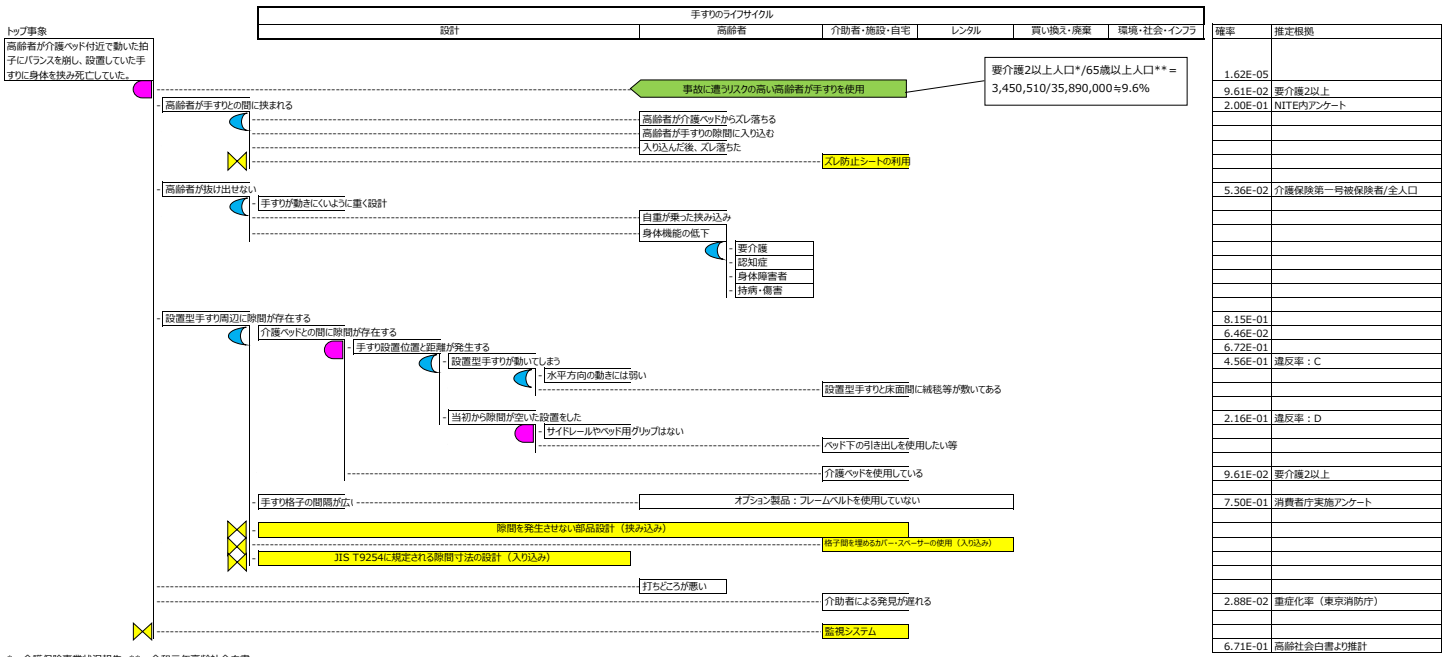 手すりのライフサイクル
トップ事象
設計 高齢者 介助者・施設・自宅 レンタル 買い換え・廃棄 環境・社会・インフラ 確率 推定根拠
高齢者が介護ベッド付近で動いた拍
子にバランスを崩し、設置していた手
すりに身体を挟み死亡していた。
1.62E-05
要介護2以上人口*/65歳以上人口**=
3,450,510/35,890,000≒9.6%
事故に遭うリスクの高い高齢者が手すりを使用 9.61E-02 要介護2以上
高齢者が手すりとの間に挟まれる 2.00E-01 NITE内アンケート
高齢者が介護ベッドからズレ落ちる
高齢者が手すりの隙間に入り込む
入り込んだ後、ズレ落ちた
ズレ防止シートの利用
高齢者が抜け出せない 5.36E-02 介護保険第一号被保険者/全人口
手すりが動きにくいように重く設計
自重が乗った挟み込み
身体機能の低下
要介護
認知症
身体障害者
持病・傷害
設置型手すり周辺に隙間が存在する 8.15E-01
介護ベッドとの間に隙間が存在する 6.46E-02
手すり設置位置と距離が発生する 6.72E-01
設置型手すりが動いてしまう 4.56E-01 違反率：C
水平方向の動きには弱い
設置型手すりと床面間に絨毯等が敷いてある
当初から隙間が空いた設置をした 2.16E-01 違反率：D
サイドレールやベッド用グリップはない
ベッド下の引き出しを使用したい等
介護ベッドを使用している 9.61E-02 要介護2以上
手すり格子の間隔が広い オプション製品：フレームベルトを使用していない 7.50E-01 消費者庁実施アンケート
隙間を発生させない部品設計（挟み込み）
格子間を埋めるカバー・スペーサーの使用（入り込み）
JIS T9254に規定される隙間寸法の設計（入り込み）
打ちどころが悪い
介助者による発見が遅れる 2.88E-02 重症化率（東京消防庁）
監視システム
6.71E-01 高齢社会白書より推計